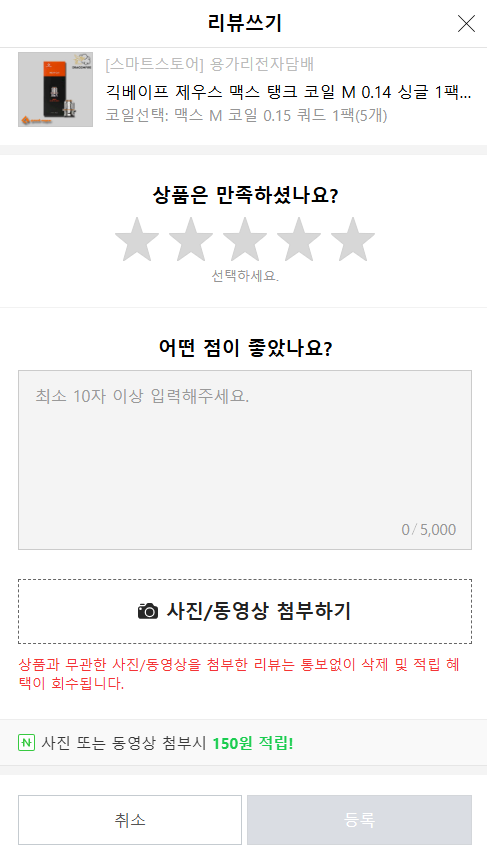 리뷰쓰기
[스마트스토어] 용가리전자담배
긱베이프 제우스 맥스 탱크 코일 M 0.14 싱글 1팩...
코일선택: 맥스 M 코일 0.15 쿼드 1팩(5개)
상품은 만족하셨나요?
선택하세요.
어떤 점이 좋았나요?
최소 10자 이상 입력해주세요.
0/5,000
사진/동영상 첨부하기
상품과 무관한 사진/동영상을 첨부한 리뷰는 통보없이 삭제 및 적립 혜
택이 회수됩니다.
N 사진 또는 동영상 첨부시 150원 적립!
취소
등록